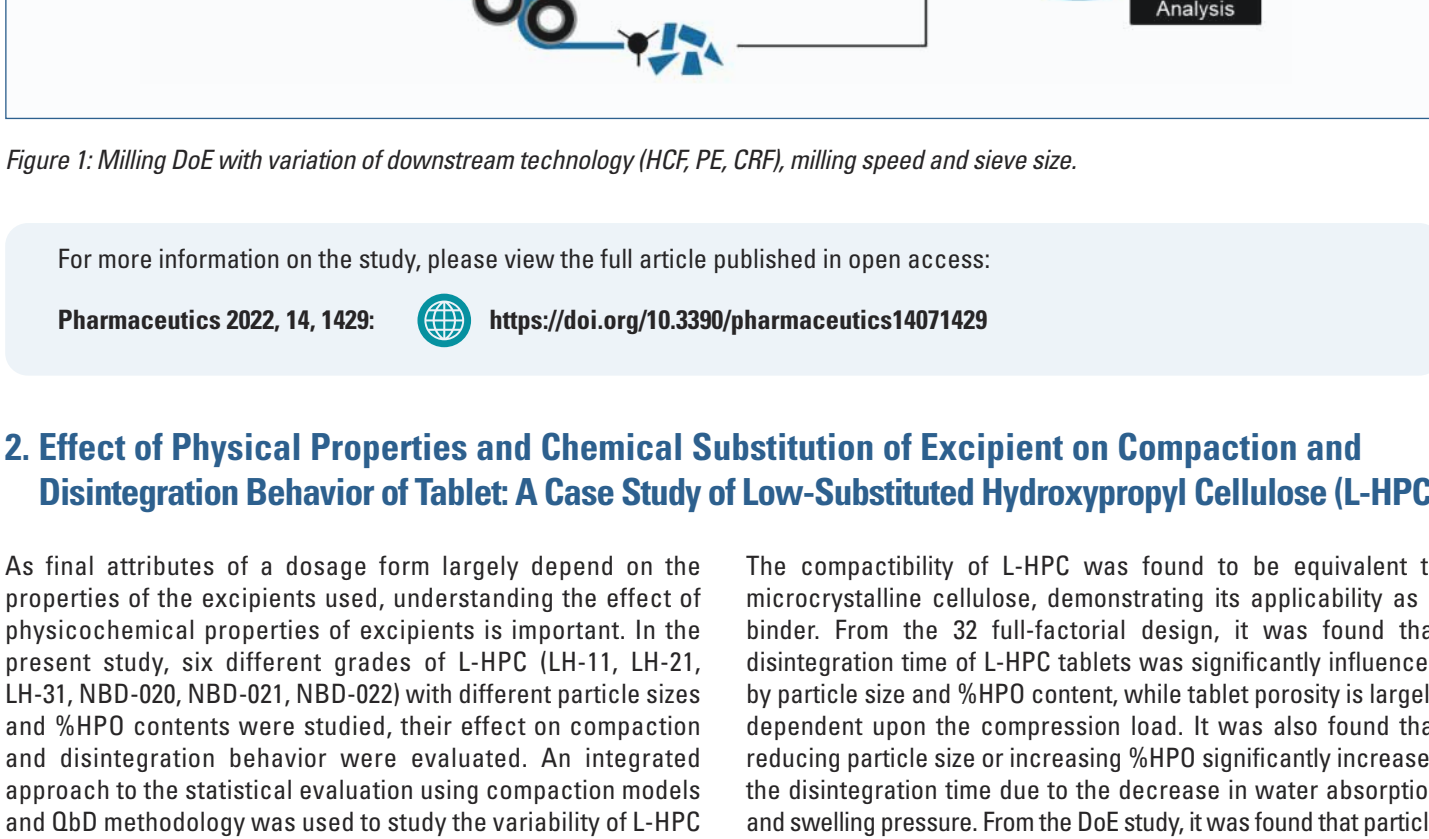 Analysis
Figure 1: Milling DoE with variation of downstream technology (HCF, PE, CRF), milling speed and sieve size.
For more information on the study, please view the full article published in open access:
Pharmaceutics 2022, 14, 1429: https://doi.org/10.3390/pharmaceutics14071429
2. Effect of Physical Properties and Chemical Substitution of Excipient on Compaction and
Disintegration Behavior of Tablet: A Case Study of Low-Substituted Hydroxypropyl Cellulose (L-HPC
As final attributes of a dosage form largely depend on the
properties of the excipients used, understanding the effect of
physicochemical properties of excipients is important. In the
present study, six different grades of L-HPC (LH-11, LH-21,
LH-31, NBD-020, NBD-021, NBD-022) with different particle sizes
and %HPO contents were studied, their effect on compaction
and disintegration behavior were evaluated. An integrated
approach to the statistical evaluation using compaction models
and QbD methodology was used to study the variability of L-HPC
The compactibility of L-HPC was found to be equivalent t
microcrystalline cellulose, demonstrating its applicability as
binder. From the 32 full-factorial design, it was found tha
disintegration time of L-HPC tablets was significantly influence
by particle size and %HPO content, while tablet porosity is largel
dependent upon the compression load. It was also found tha
reducing particle size or increasing %HPO significantly increase
the disintegration time due to the decrease in water absorptio
and swelling pressure. From the DoE study, it was found that particl